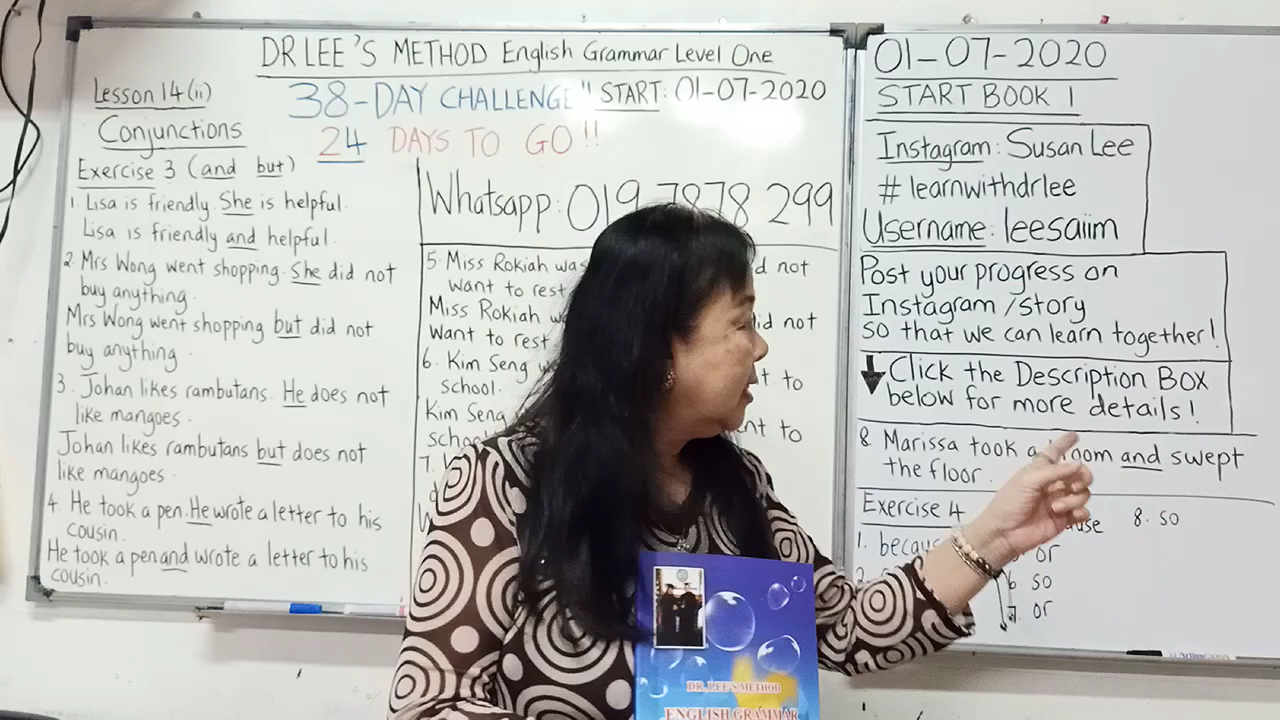 DR LEE'S METHOD English Grammar Level One
Lesson 14 (ii)
38-DAY CHALLENGE" START: 01-07-2020
Conjunctions
24 DAYS TO GO!!
Exercise 3 (and but)
1. Lisa is friendly. She is helpful.
Lisa is friendly and helpful.
2. Mrs Wong went shopping. She did not
buy anything.
Mrs Wong went shopping but did not
buy anything.
3. Johan likes rambutans. He does not
like mangoes.
Johan likes rambutans but does not
like mangoes.
4. He took a pen. He wrote a letter to his
cousin.
He took a pen and wrote a letter to his
cousin.
Whatsapp: 019 7878 299
5. Miss Rokiah was not
want to rest
Miss Rokiah did not
want to rest
6. Kim Seng to
school.
Kim Seng to
7.
01-07-2020
START BOOK 1
Instagram: Susan Lee
# learnwithdrlee
Username: leesaiim
Post your progress on
Instagram /story
so that we can learn together!
Click the Description Box
below for more details!
8. Marissa took a broom and swept
the floor.
Exercise 4
1. 8. so
or
6. so
7. or
DR. LEE'S METHOD
ENGLISH GRAMMAR